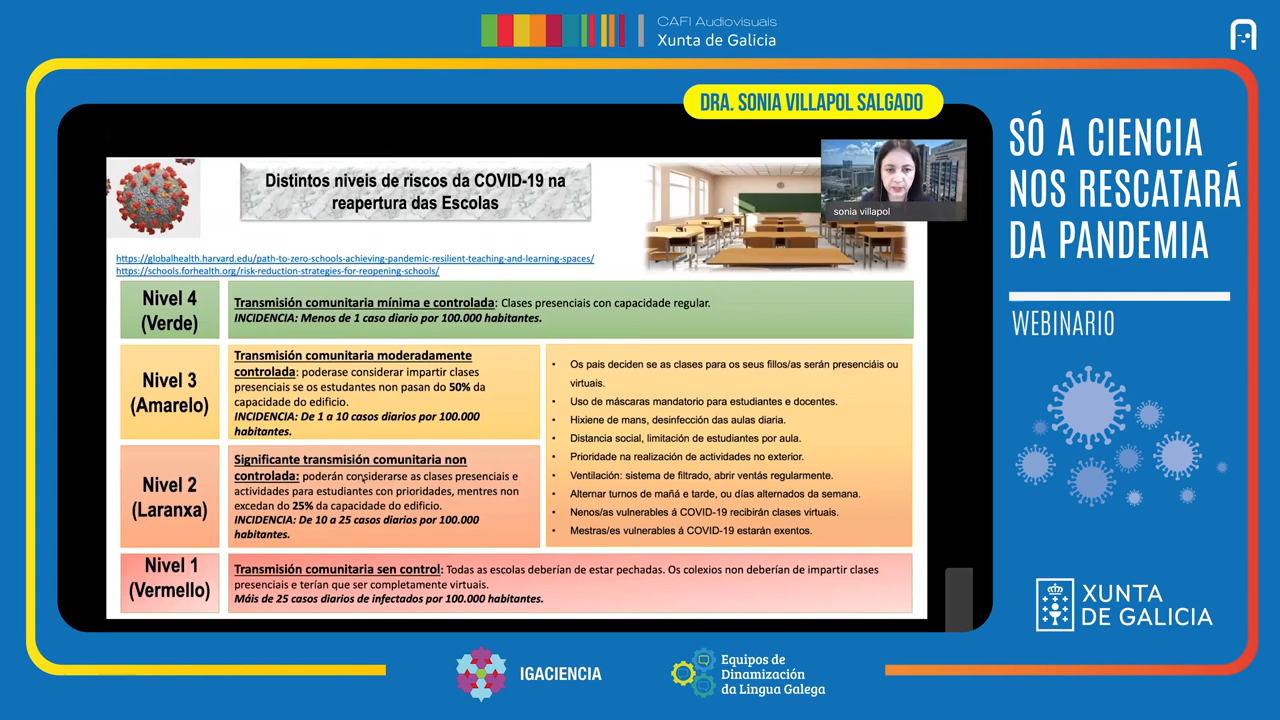 CAFI Audiovisuais
Xunta de Galicia
DRA. SONIA VILLAPOL SALGADO
SÓ A CIENCIA
NOS RESCATARÁ
DA PANDEMIA
WEBINARIO
sonia villapol
Distintos niveis de riscos da COVID-19 na
reapertura das Escolas
https://globalhealth.harvard.edu/path-to-zero-schools-achieving-pandemic-resilient-teaching-and-learning-spaces/
https://schools.forhealth.org/risk-reduction-strategies-for-reopening-schools/
Nivel 4
(Verde)
Transmisión comunitaria mínima e controlada: Clases presenciais con capacidade regular.
INCIDENCIA: Menos de 1 caso diario por 100.000 habitantes.
Nivel 3
(Amarelo)
Transmisión comunitaria moderadamente
controlada: poderase considerar impartir clases
presenciais se os estudantes non pasan do 50% da
capacidade do edificio.
INCIDENCIA: De 1 a 10 casos diarios por 100.000
habitantes.
Nivel 2
(Laranxa)
Significante transmisión comunitaria non
controlada: poderán considerarse as clases presenciais e
actividades para estudantes con prioridades, mentres non
excedan do 25% da capacidade do edificio.
INCIDENCIA: De 10 a 25 casos diarios por 100.000
habitantes.
• Os pais deciden se as clases para os seus fillos/as serán presenciáis ou
virtuais.
• Uso de máscaras mandatorio para estudiantes e docentes.
• Hixiene de mans, desinfección das aulas diaria.
• Distancia social, limitación de estudiantes por aula.
• Prioridade na realización de actividades no exterior.
• Ventilación: sistema de filtrado, abrir ventás regularmente.
• Alternar turnos de mañá e tarde, ou días alternados da semana.
• Nenos/as vulnerables á COVID-19 recibirán clases virtuais.
• Mestras/es vulnerables á COVID-19 estarán exentos.
Nivel 1
(Vermello)
Transmisión comunitaria sen control: Todas as escolas deberían de estar pechadas. Os colexios non deberían de impartir clases
presenciais e terían que ser completamente virtuais.
Máis de 25 casos diarios de infectados por 100.000 habitantes.
XUNTA
DE GALICIA
IGACIENCIA
Equipos de
Dinamización
da Lingua Galega